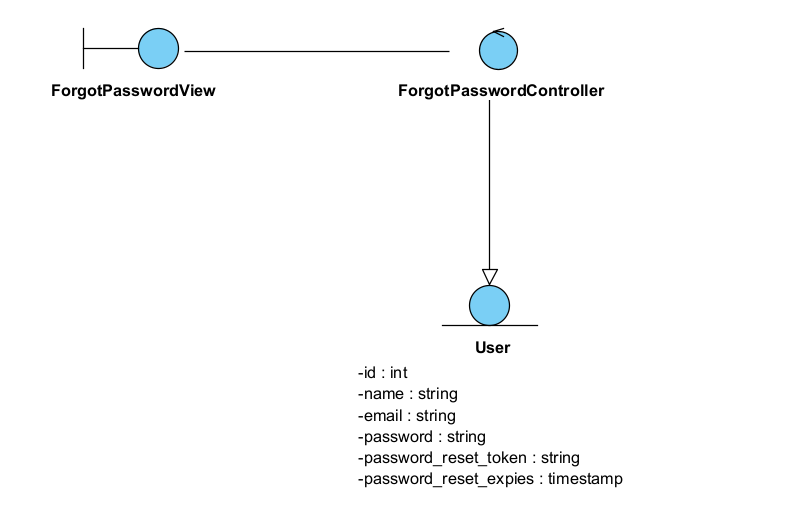 ForgotPasswordView
ForgotPasswordController
User
-id : int
-name : string
-email : string
-password : string
-password_reset_token : string
-password_reset_expies : timestamp